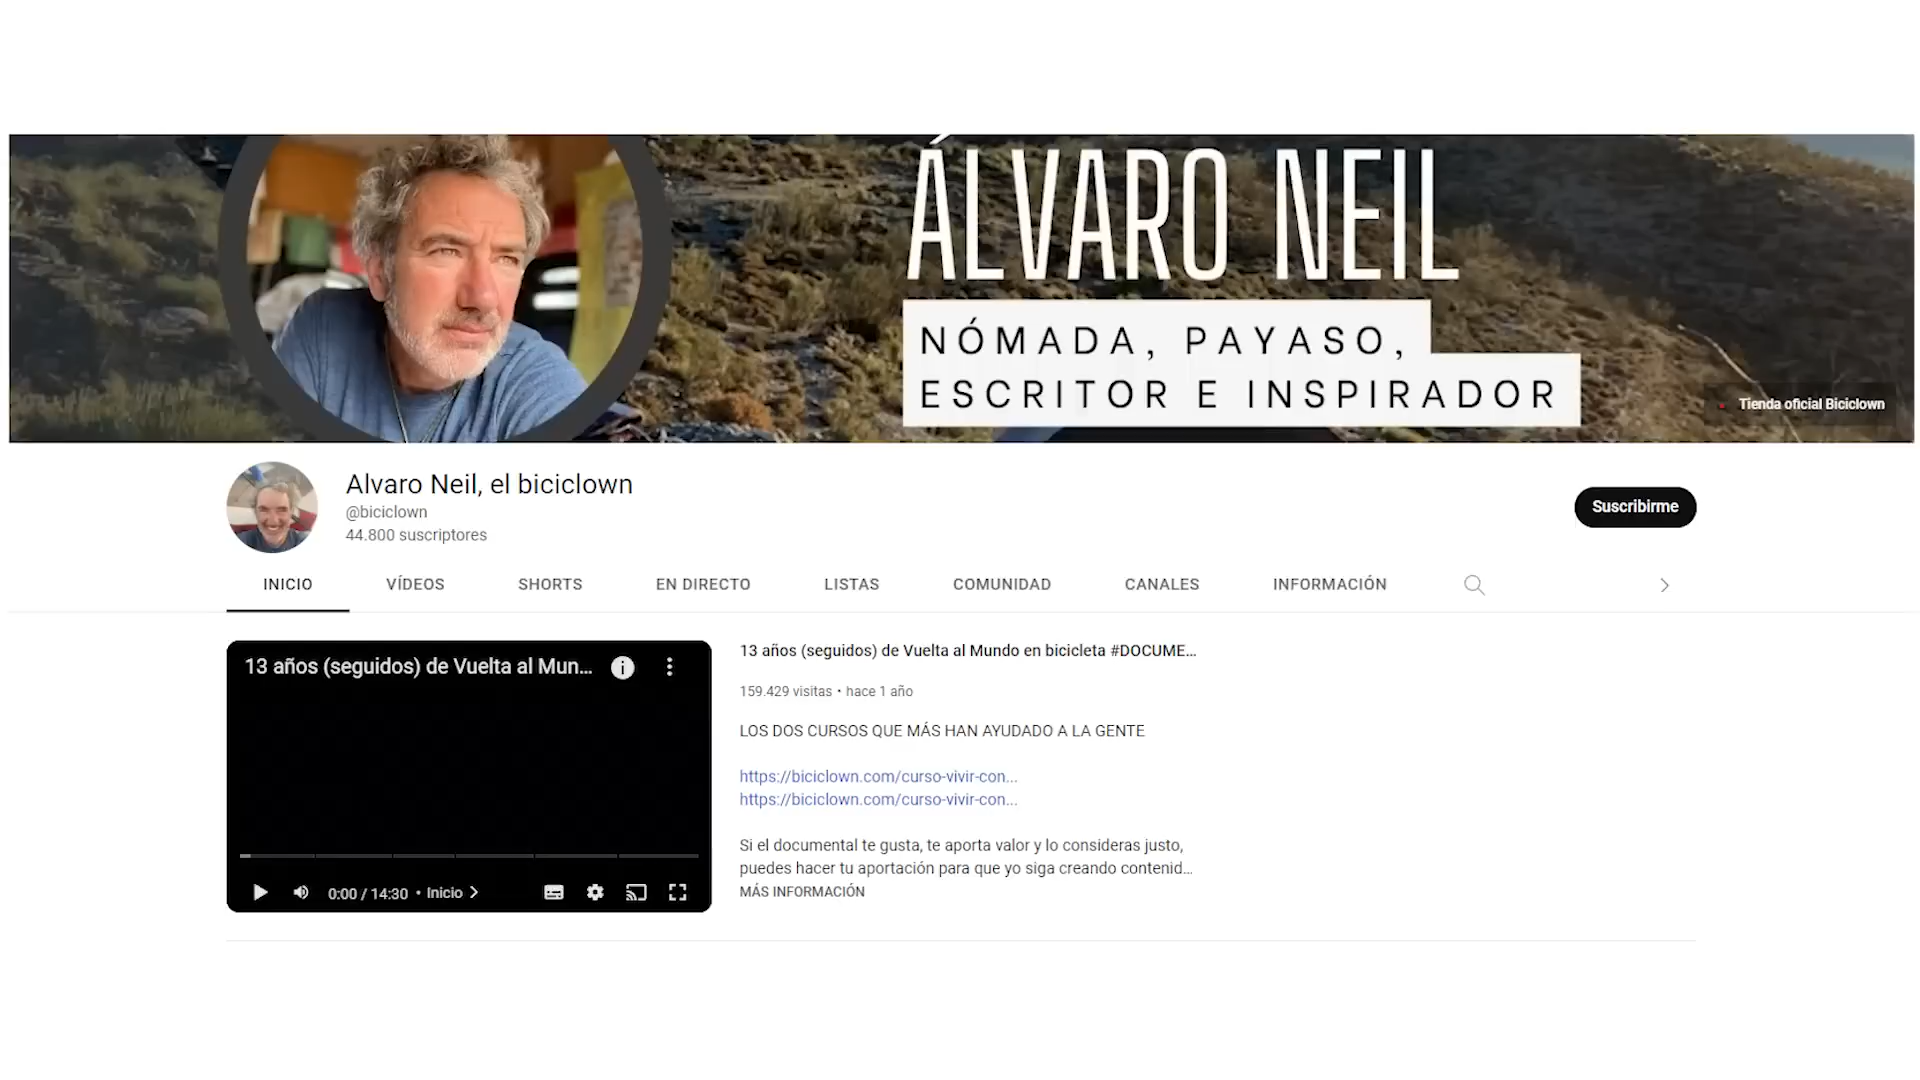 ÁLVARO NEIL
NÓMADA, PAYASO,
ESCRITOR E INSPIRADOR
Tienda oficial Biciclown
Alvaro Neil, el biciclown
@biciclown
44.800 suscriptores
Suscribirme
INICIO VÍDEOS SHORTS EN DIRECTO LISTAS COMUNIDAD CANALES INFORMACIÓN
13 años (seguidos) de Vuelta al Mun...
0:00 / 14:30 • Inicio
13 años (seguidos) de Vuelta al Mundo en bicicleta #DOCUME...
159.429 visitas • hace 1 año
LOS DOS CURSOS QUE MÁS HAN AYUDADO A LA GENTE
https://biciclown.com/curso-vivir-con...
https://biciclown.com/curso-vivir-con...
Si el documental te gusta, te aporta valor y lo consideras justo,
puedes hacer tu aportación para que yo siga creando contenid...
MÁS INFORMACIÓN